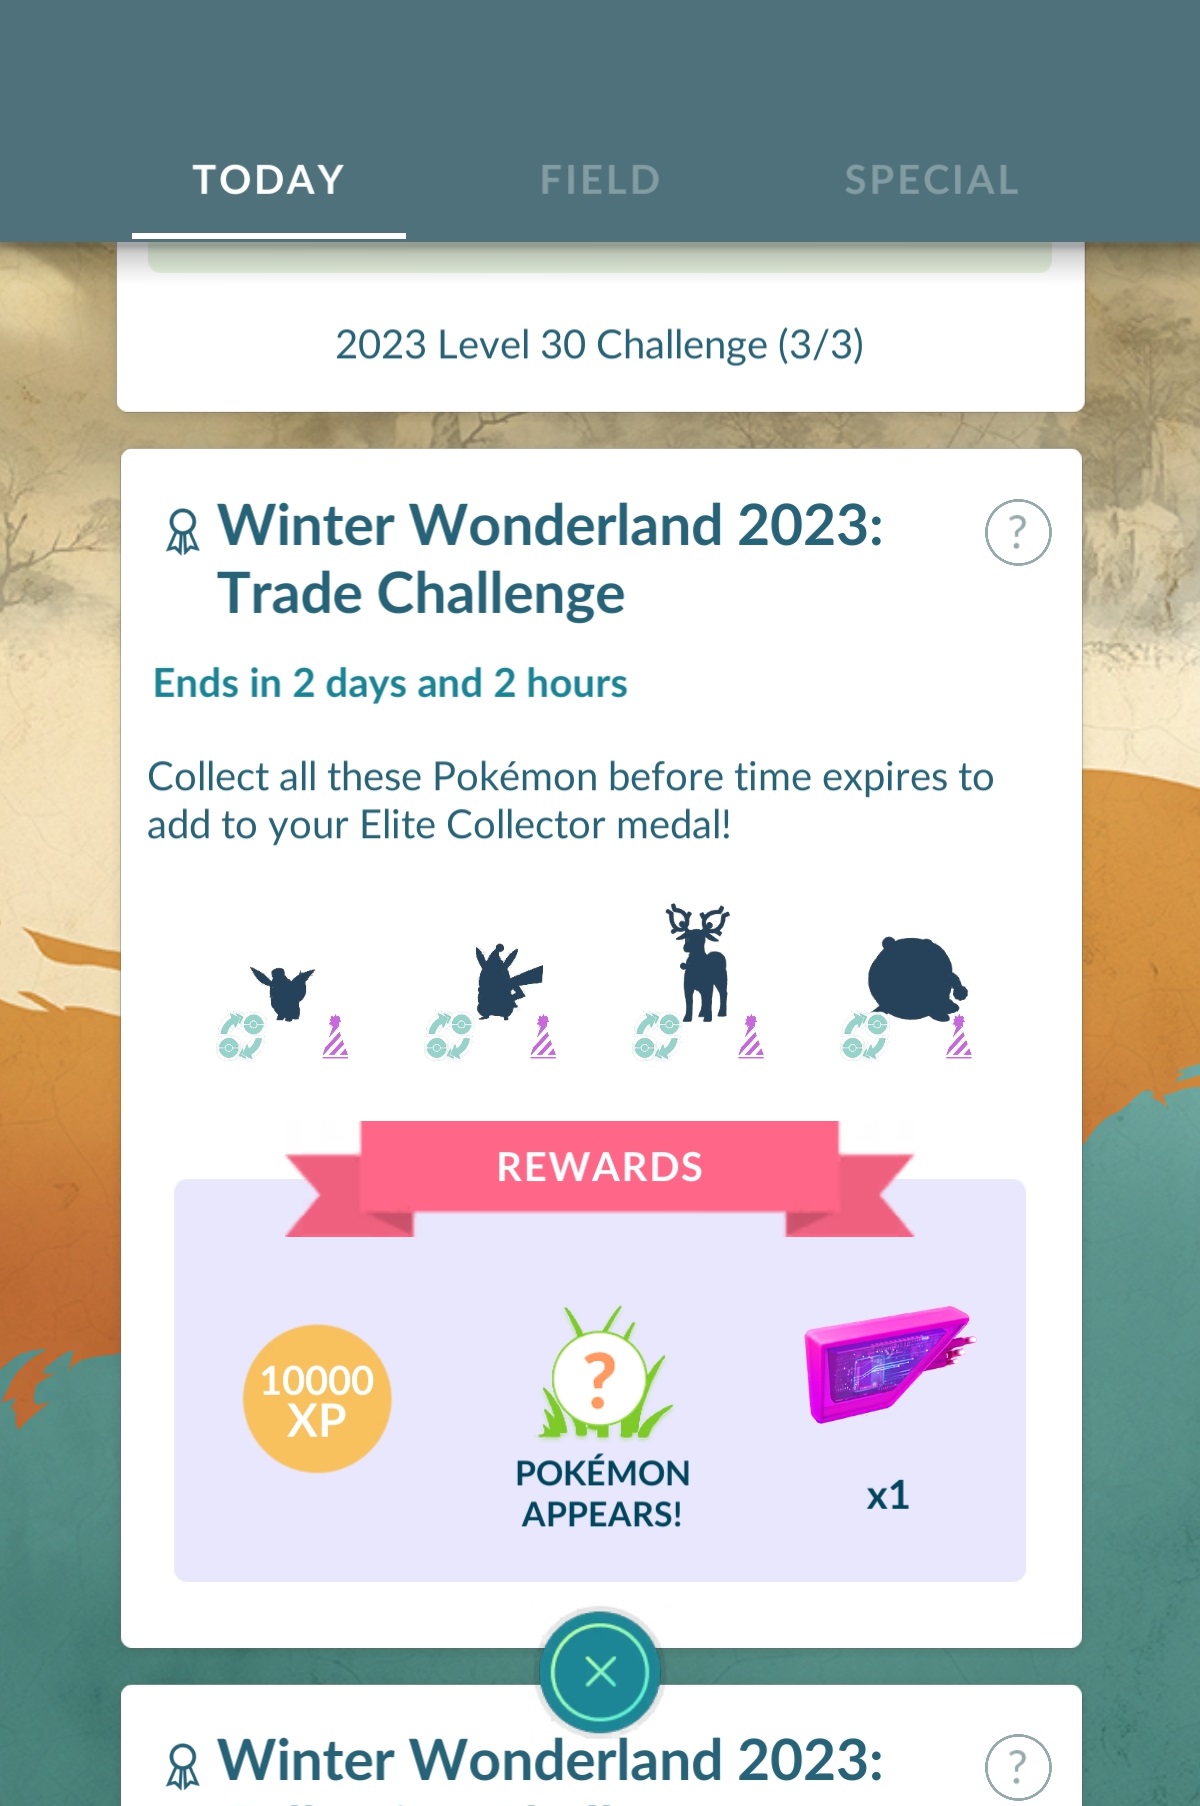 TODAY
FIELD
SPECIAL
2023 Level 30 Challenge (3/3)
Winter Wonderland 2023:
Trade Challenge
?
Ends in 2 days and 2 hours
Collect all these Pokémon before time expires to
add to your Elite Collector medal!
REWARDS
10000
XP
?
POKÉMON
APPEARS!
x1
Winter Wonderland 2023:
?